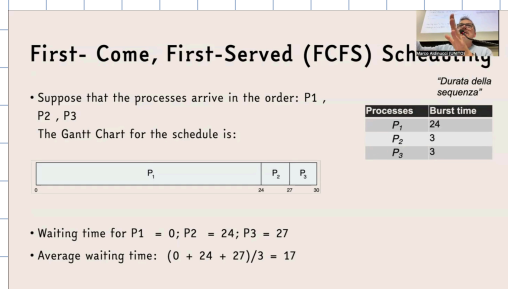 First- Come, First-Served (FCFS) Scheduling
Marco Aldinucci (UNITO)
"Durata della
sequenza"
• Suppose that the processes arrive in the order: P1 ,
P2 , P3
The Gantt Chart for the schedule is:
Processes Burst time
P1 24
P2 3
P3 3
P1 P2 P3
0 24 27 30
• Waiting time for P1 = 0; P2 = 24; P3 = 27
• Average waiting time: (0 + 24 + 27)/3 = 17